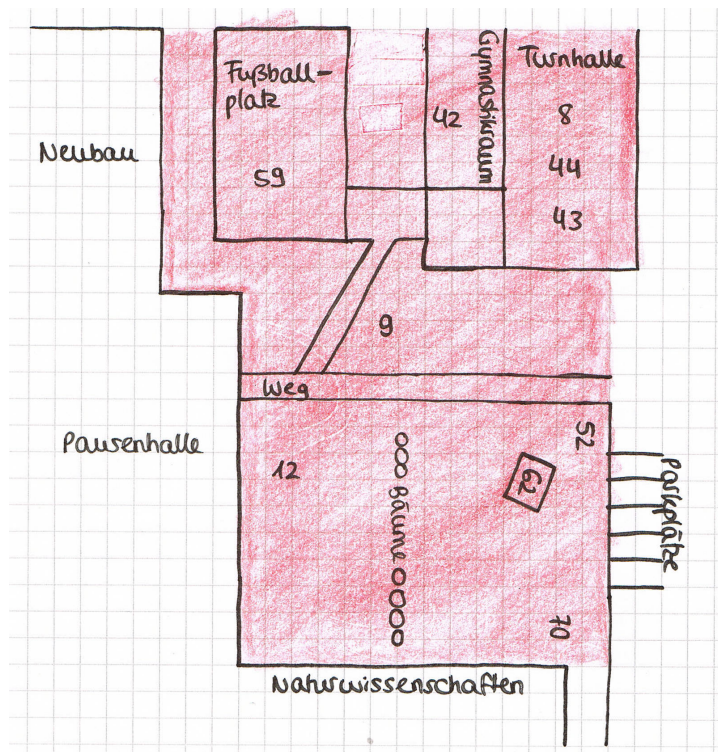 Fußball-
platz
59
42
Gymnastikraum
Turnhalle
8
44
43
Neubau
9
Weg
Pausenhalle
12
Bäume
62
52
Parkplätze
70
Naturwissenschaften